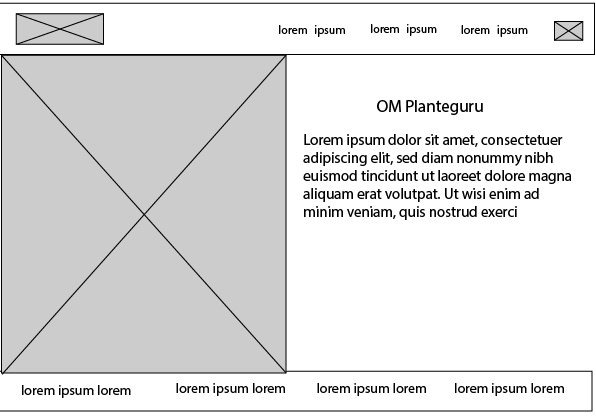 lorem ipsum lorem ipsum lorem ipsum
OM Planteguru
Lorem ipsum dolor sit amet, consectetuer
adipiscing elit, sed diam nonummy nibh
euismod tincidunt ut laoreet dolore magna
aliquam erat volutpat. Ut wisi enim ad
minim veniam, quis nostrud exerci
lorem ipsum lorem lorem ipsum lorem lorem ipsum lorem lorem ipsum lorem